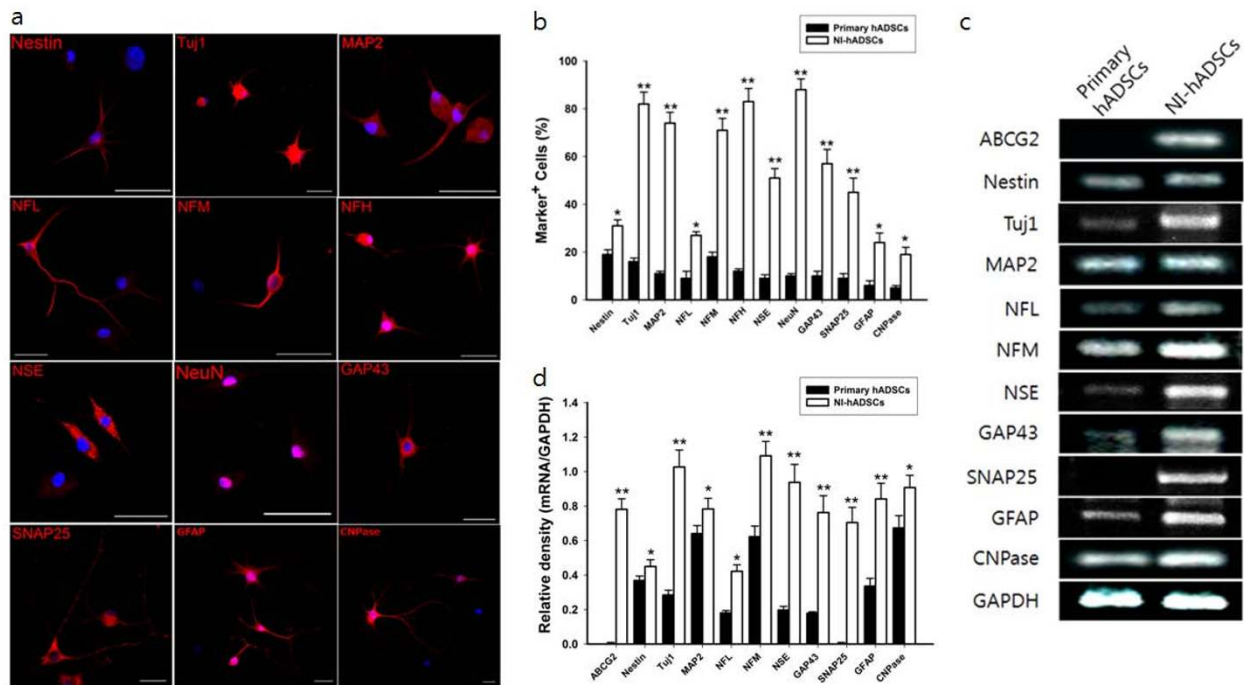 a
Nestin
Tuj1
MAP2
NFL
NFM
NFH
NSE
NeuN
GAP43
SNAP25
GFAP
CNPase
b
Primary hADSCs
NI-hADSCs
Marker+ Cells (%)
100
80
60
40
20
0
* ** ** * ** ** ** ** ** ** * *
Nestin Tuj1 MAP2 NFL NFM NFH NSE NeuN GAP43 SNAP25 GFAP CNPase
d
Primary hADSCs
NI-hADSCs
Relative density (mRNA/GAPDH)
1.4
1.2
1.0
0.8
0.6
0.4
0.2
0.0
** * ** * * ** ** ** ** ** *
ABCG2 Nestin Tuj1 MAP2 NFL NFM NSE GAP43 SNAP25 GFAP CNPase
c
Primary
hADSCs
NI-hADSCs
ABCG2
Nestin
Tuj1
MAP2
NFL
NFM
NSE
GAP43
SNAP25
GFAP
CNPase
GAPDH